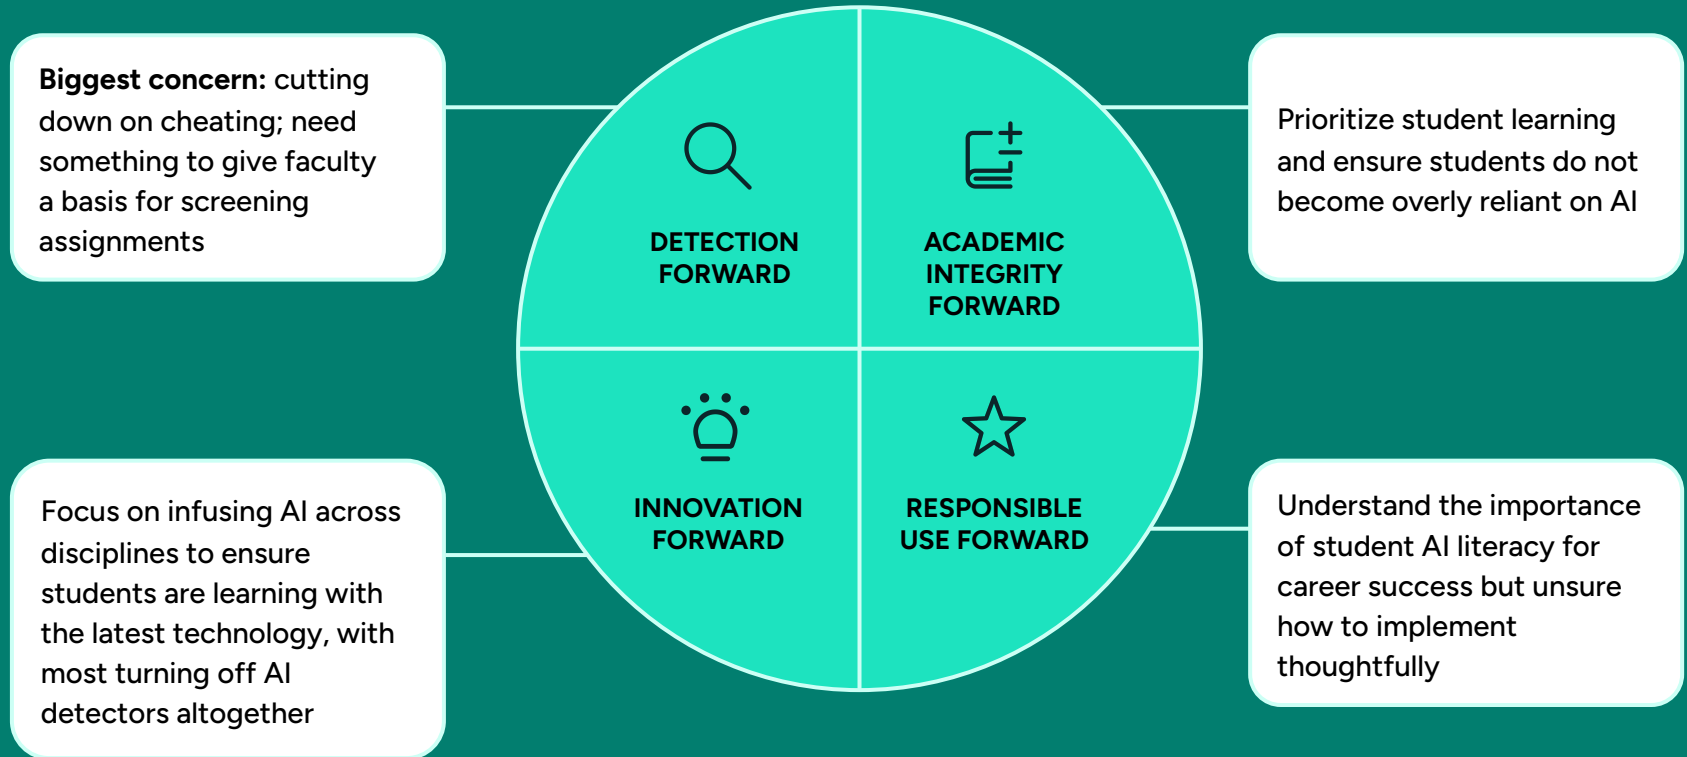 Biggest concern: cutting
down on cheating; need
something to give faculty
a basis for screening
assignments
DETECTION
FORWARD
ACADEMIC
INTEGRITY
FORWARD
Prioritize student learning
and ensure students do not
become overly reliant on AI
Focus on infusing AI across
disciplines to ensure
students are learning with
the latest technology, with
most turning off AI
detectors altogether
INNOVATION
FORWARD
RESPONSIBLE
USE FORWARD
Understand the importance
of student AI literacy for
career success but unsure
how to implement
thoughtfully